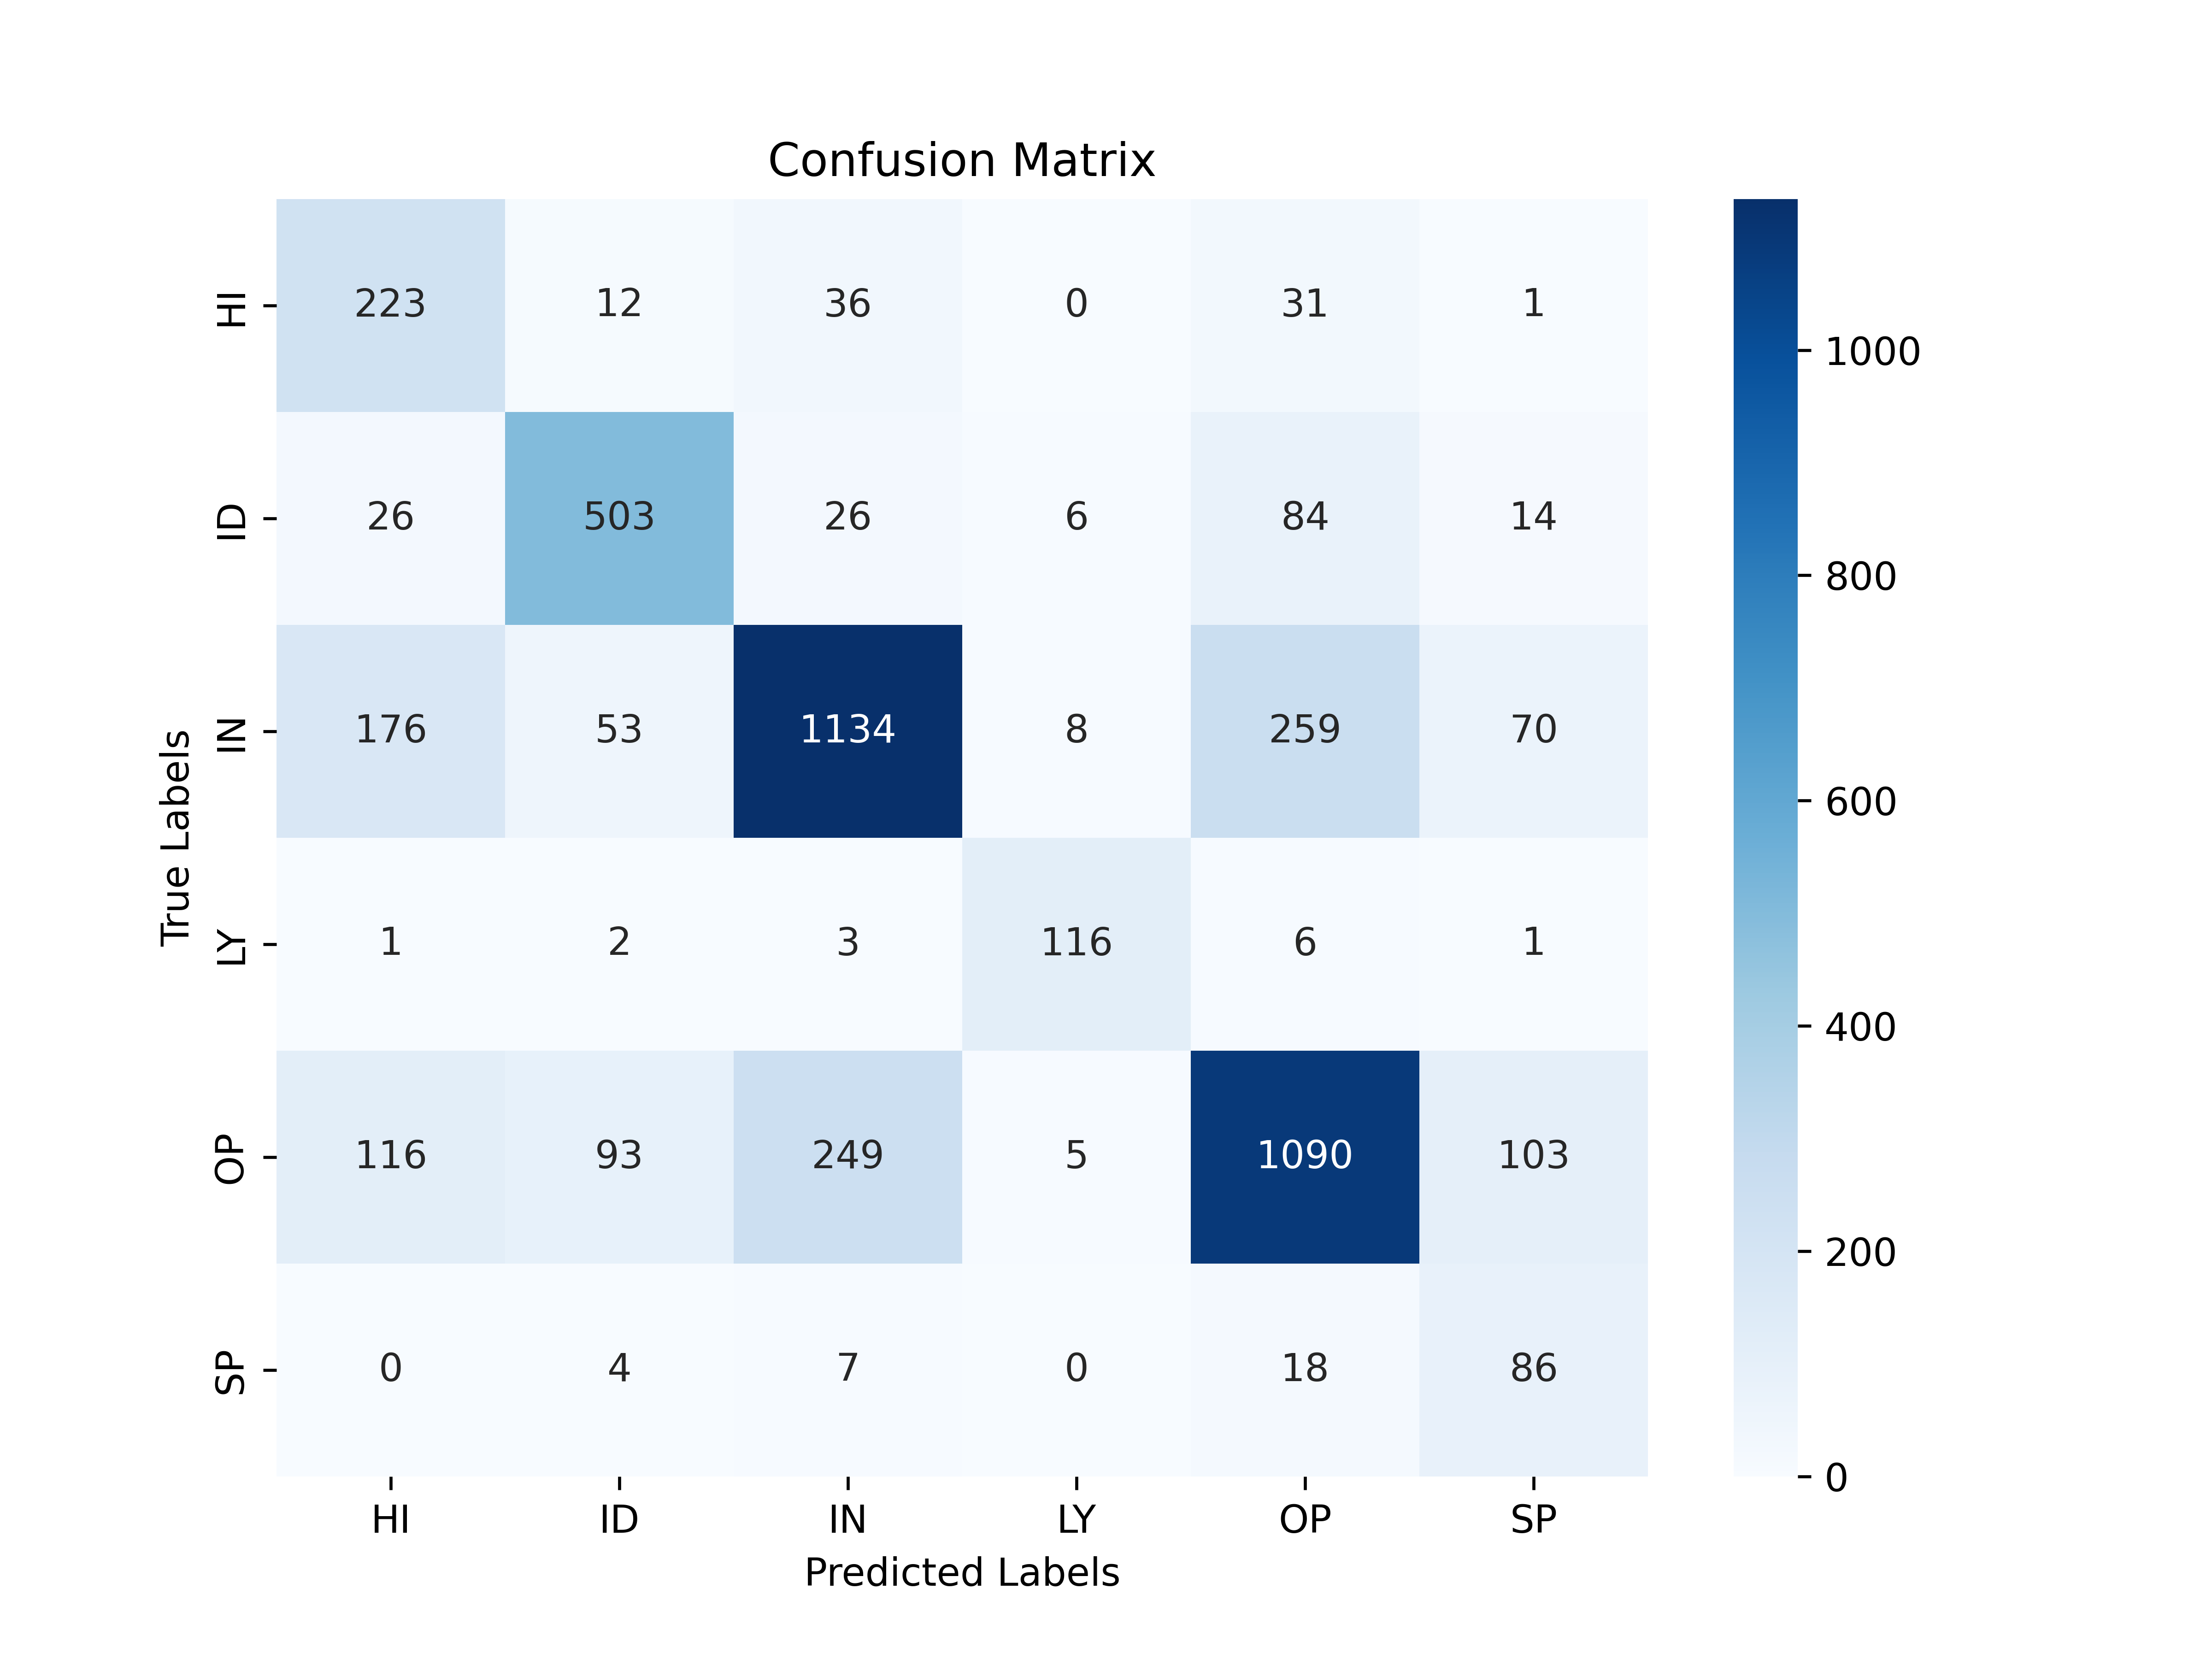 Confusion Matrix
HI 223 12 36 0 31 1
ID 26 503 26 6 84 14
IN 176 53 1134 8 259 70
LY 1 2 3 116 6 1
OP 116 93 249 5 1090 103
SP 0 4 7 0 18 86
HI ID IN LY OP SP
Predicted Labels
True Labels
1000
800
600
400
200
0